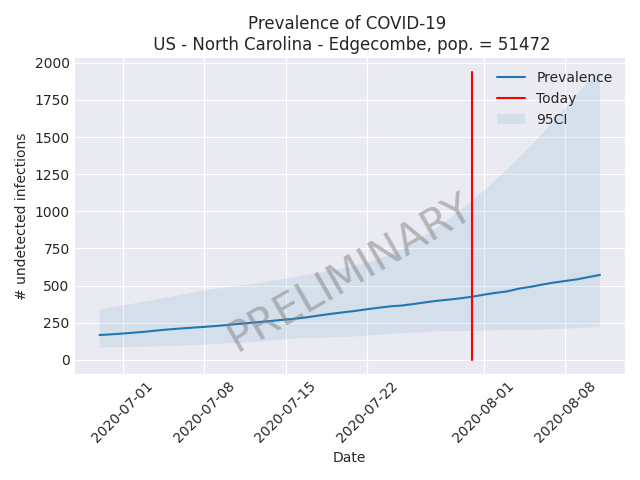 Prevalence of COVID-19
US - North Carolina - Edgecombe, pop. = 51472
2000
1750
1500
1250
1000
750
500
250
0
# undetected infections
Prevalence
Today
95CI
PRELIMINARY
2020-07-01
2020-07-08
2020-07-15
2020-07-22
2020-08-01
2020-08-08
Date